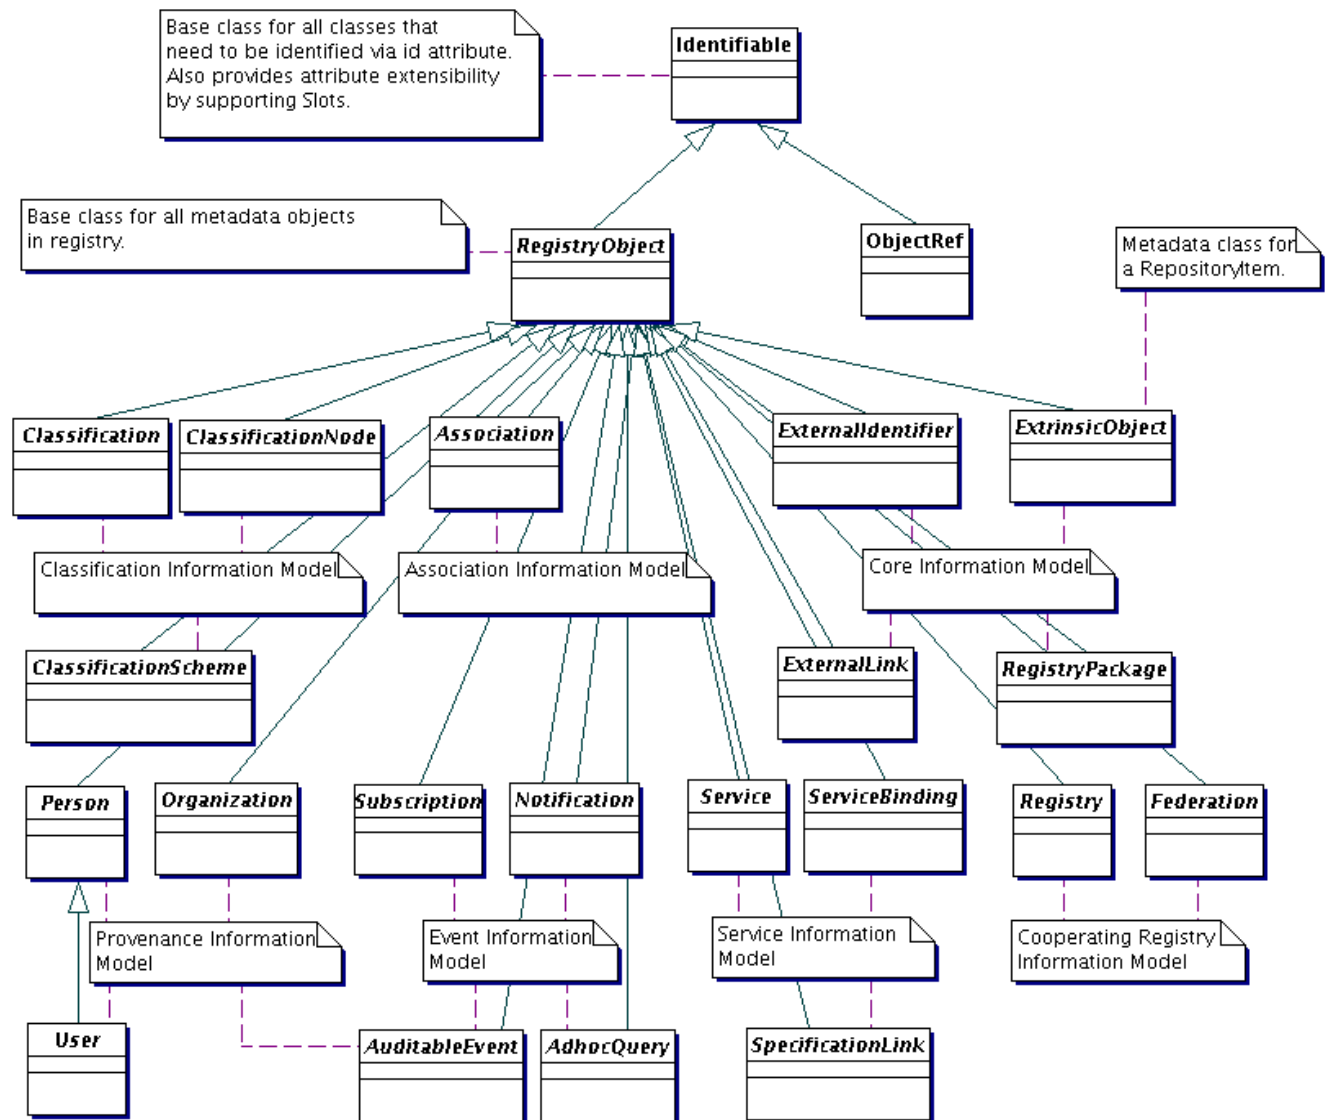 Base class for all classes that
need to be identified via id attribute.
Also provides attribute extensibility
by supporting Slots.
Identifiable
Base class for all metadata objects
in registry.
RegistryObject
ObjectRef
Metadata class for
a RepositoryItem.
Classification
ClassificationNode
Association
ExternalIdentifier
ExtrinsicObject
Classification Information Model
Association Information Model
Core Information Model
ClassificationScheme
ExternalLink
RegistryPackage
Person
Organization
Subscription
Notification
Service
ServiceBinding
Registry
Federation
Provenance Information
Model
Event Information
Model
Service Information
Model
Cooperating Registry
Information Model
User
AuditableEvent
AdhocQuery
SpecificationLink